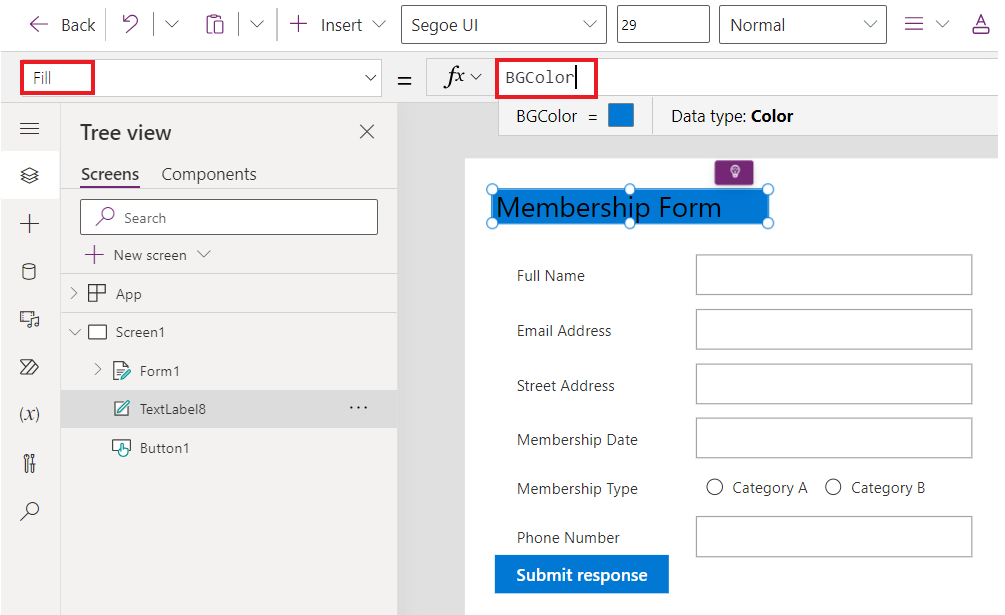 Back Insert Segoe UI 29 Normal A
Fill = fx BGColor
BGColor = Data type: Color
Tree view
Screens Components
Search
New screen
App
Screen1
Form1
TextLabel8 ...
Button1
(x)
Membership Form
Full Name
Email Address
Street Address
Membership Date
Membership Type Category A Category B
Phone Number
Submit response